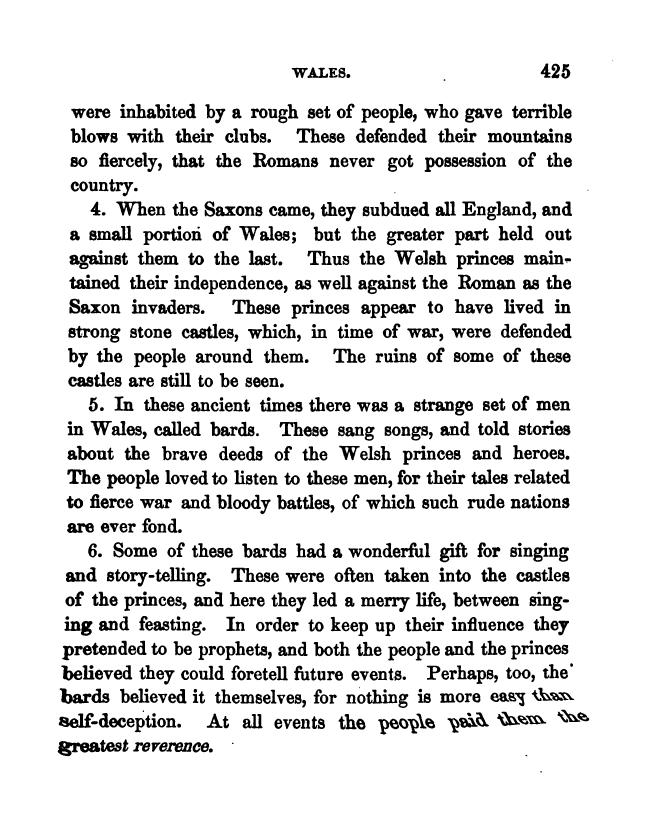 WALES. 425
were inhabited by a rough set of people, who gave terrible
blows with their clubs. These defended their mountains
so fiercely, that the Romans never got possession of the
country.
4. When the Saxons came, they subdued all England, and
a small portion of Wales; but the greater part held out
against them to the last. Thus the Welsh princes main-
tained their independence, as well against the Roman as the
Saxon invaders. These princes appear to have lived in
strong stone castles, which, in time of war, were defended
by the people around them. The ruins of some of these
castles are still to be seen.
5. In these ancient times there was a strange set of men
in Wales, called bards. These sang songs, and told stories
about the brave deeds of the Welsh princes and heroes.
The people loved to listen to these men, for their tales related
to fierce war and bloody battles, of which such rude nations
are ever fond.
6. Some of these bards had a wonderful gift for singing
and story-telling. These were often taken into the castles
of the princes, and here they led a merry life, between sing-
ing and feasting. In order to keep up their influence they
pretended to be prophets, and both the people and the princes
believed they could foretell future events. Perhaps, too, the
bards believed it themselves, for nothing is more easy than
self-deception. At all events the people paid them the
greatest reverence.